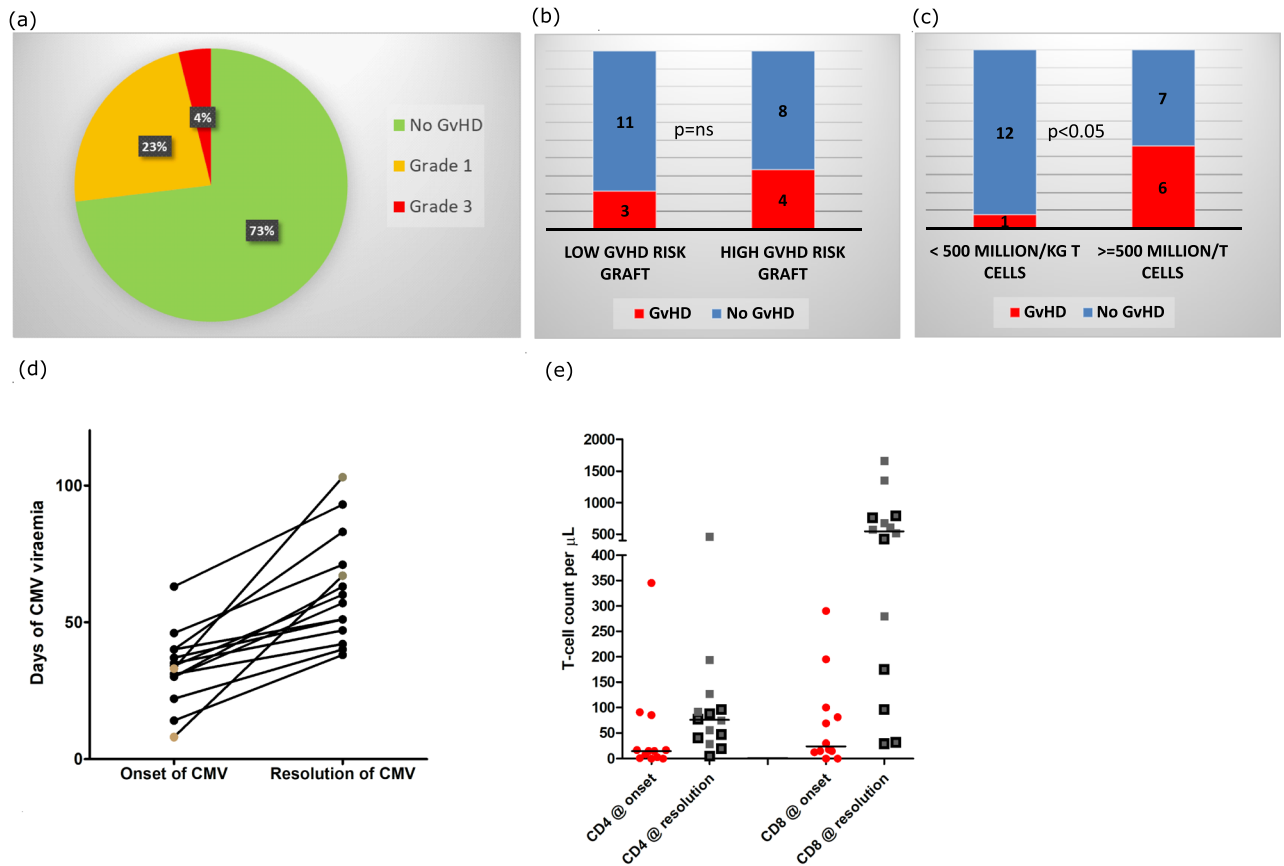 (a)
No GvHD
Grade 1
Grade 3
4%
23%
73%
(b)
11
3
p=ns
8
4
LOW GVHD RISK
GRAFT
HIGH GVHD RISK
GRAFT
GvHD
No GvHD
(c)
12
1
p<0.05
7
6
< 500 MILLION/KG T
CELLS
>=500 MILLION/T
CELLS
GvHD
No GvHD
(d)
Days of CMV viraemia
100
50
0
Onset of CMV
Resolution of CMV
(e)
T-cell count per μL
2000
1500
1000
500
400
350
300
250
200
150
100
50
0
CD4 @ onset
CD4 @ resolution
CD8 @ onset
CD8 @ resolution